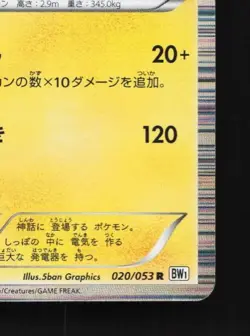 高さ：2.9m 重さ：345.0kg
20+
の数×10ダメージを追加。
120
神話に登場するポケモン。
しっぽの中に電気を作る
巨大な発電器を持つ。
Illus.5ban Graphics 020/053 R BW1
/Creatures/GAME FREAK.